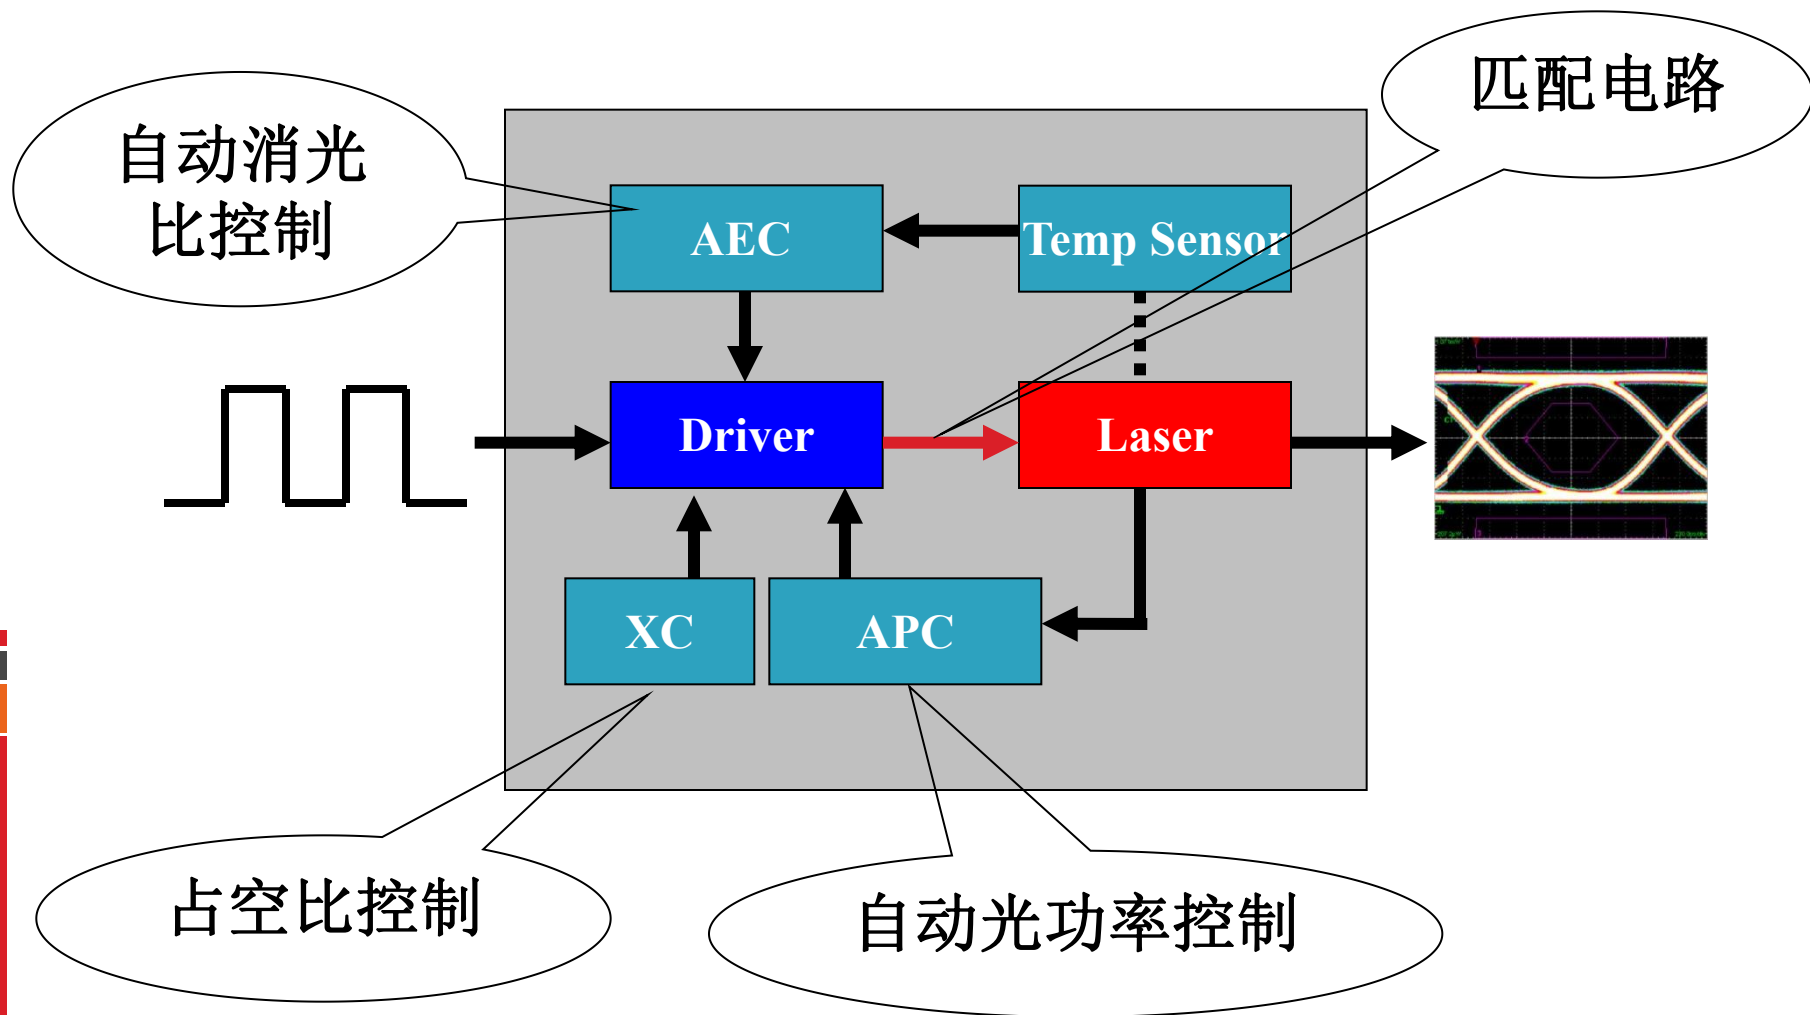 匹配电路
自动消光
比控制
AEC
Temp Sensor
Driver
Laser
XC
APC
占空比控制
自动光功率控制